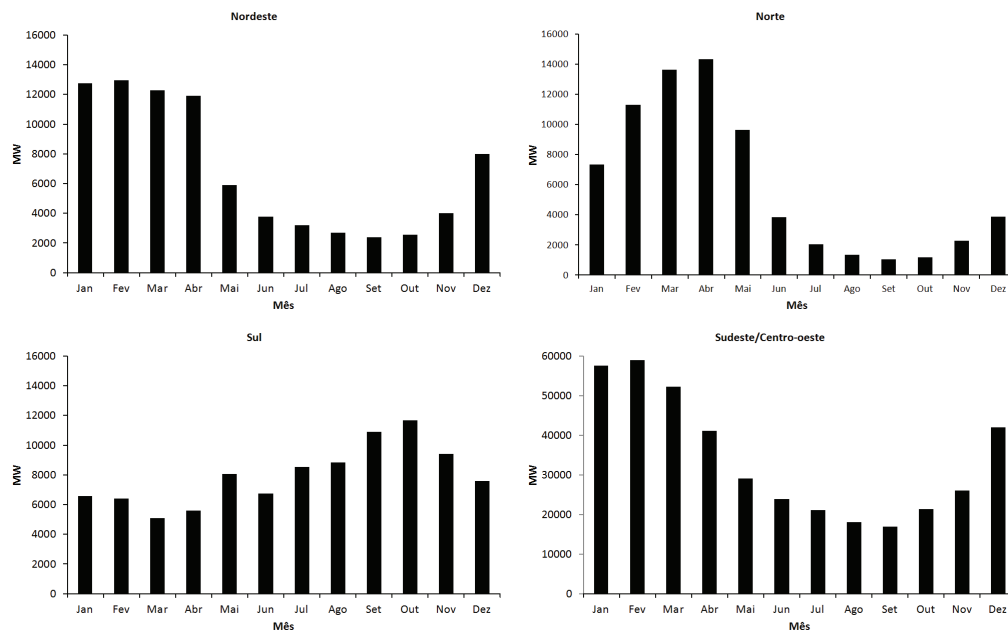 Nordeste
16000
14000
12000
10000
8000
6000
4000
2000
0
MW
Jan Fev Mar Abr Mai Jun Jul Ago Set Out Nov Dez
Mês
Norte
16000
14000
12000
10000
8000
6000
4000
2000
0
MW
Jan Fev Mar Abr Mai Jun Jul Ago Set Out Nov Dez
Mês
Sul
16000
14000
12000
10000
8000
6000
4000
2000
0
MW
Jan Fev Mar Abr Mai Jun Jul Ago Set Out Nov Dez
Mês
Sudeste/Centro-oeste
60000
50000
40000
30000
20000
10000
0
MW
Jan Fev Mar Abr Mai Jun Jul Ago Set Out Nov Dez
Mês